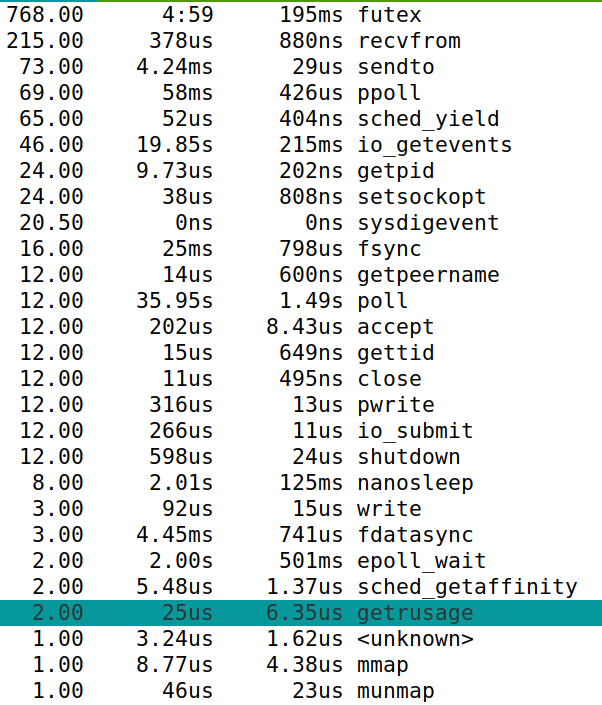 768.00 4:59 195ms futex
215.00 378us 880ns recvfrom
73.00 4.24ms 29us sendto
69.00 58ms 426us ppoll
65.00 52us 404ns sched_yield
46.00 19.85s 215ms io_getevents
24.00 9.73us 202ns getpid
24.00 38us 808ns setsockopt
20.50 0ns 0ns sysdigevent
16.00 25ms 798us fsync
12.00 14us 600ns getpeername
12.00 35.95s 1.49s poll
12.00 202us 8.43us accept
12.00 15us 649ns gettid
12.00 11us 495ns close
12.00 316us 13us pwrite
12.00 266us 11us io_submit
12.00 598us 24us shutdown
8.00 2.01s 125ms nanosleep
3.00 92us 15us write
3.00 4.45ms 741us fdatasync
2.00 2.00s 501ms epoll_wait
2.00 5.48us 1.37us sched_getaffinity
2.00 25us 6.35us getrusage
1.00 3.24us 1.62us <unknown>
1.00 8.77us 4.38us mmap
1.00 46us 23us munmap